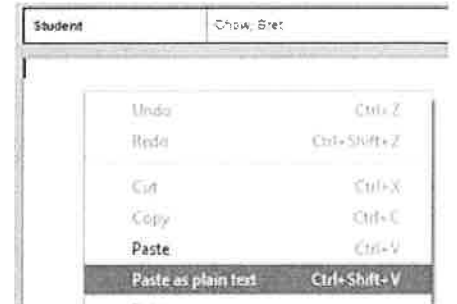 Student Chow, Bret
Undo Ctrl+Z
Redo Ctrl+Shift+Z
Cut Ctrl+X
Copy Ctrl+C
Paste Ctrl+V
Paste as plain text Ctrl+Shift+V